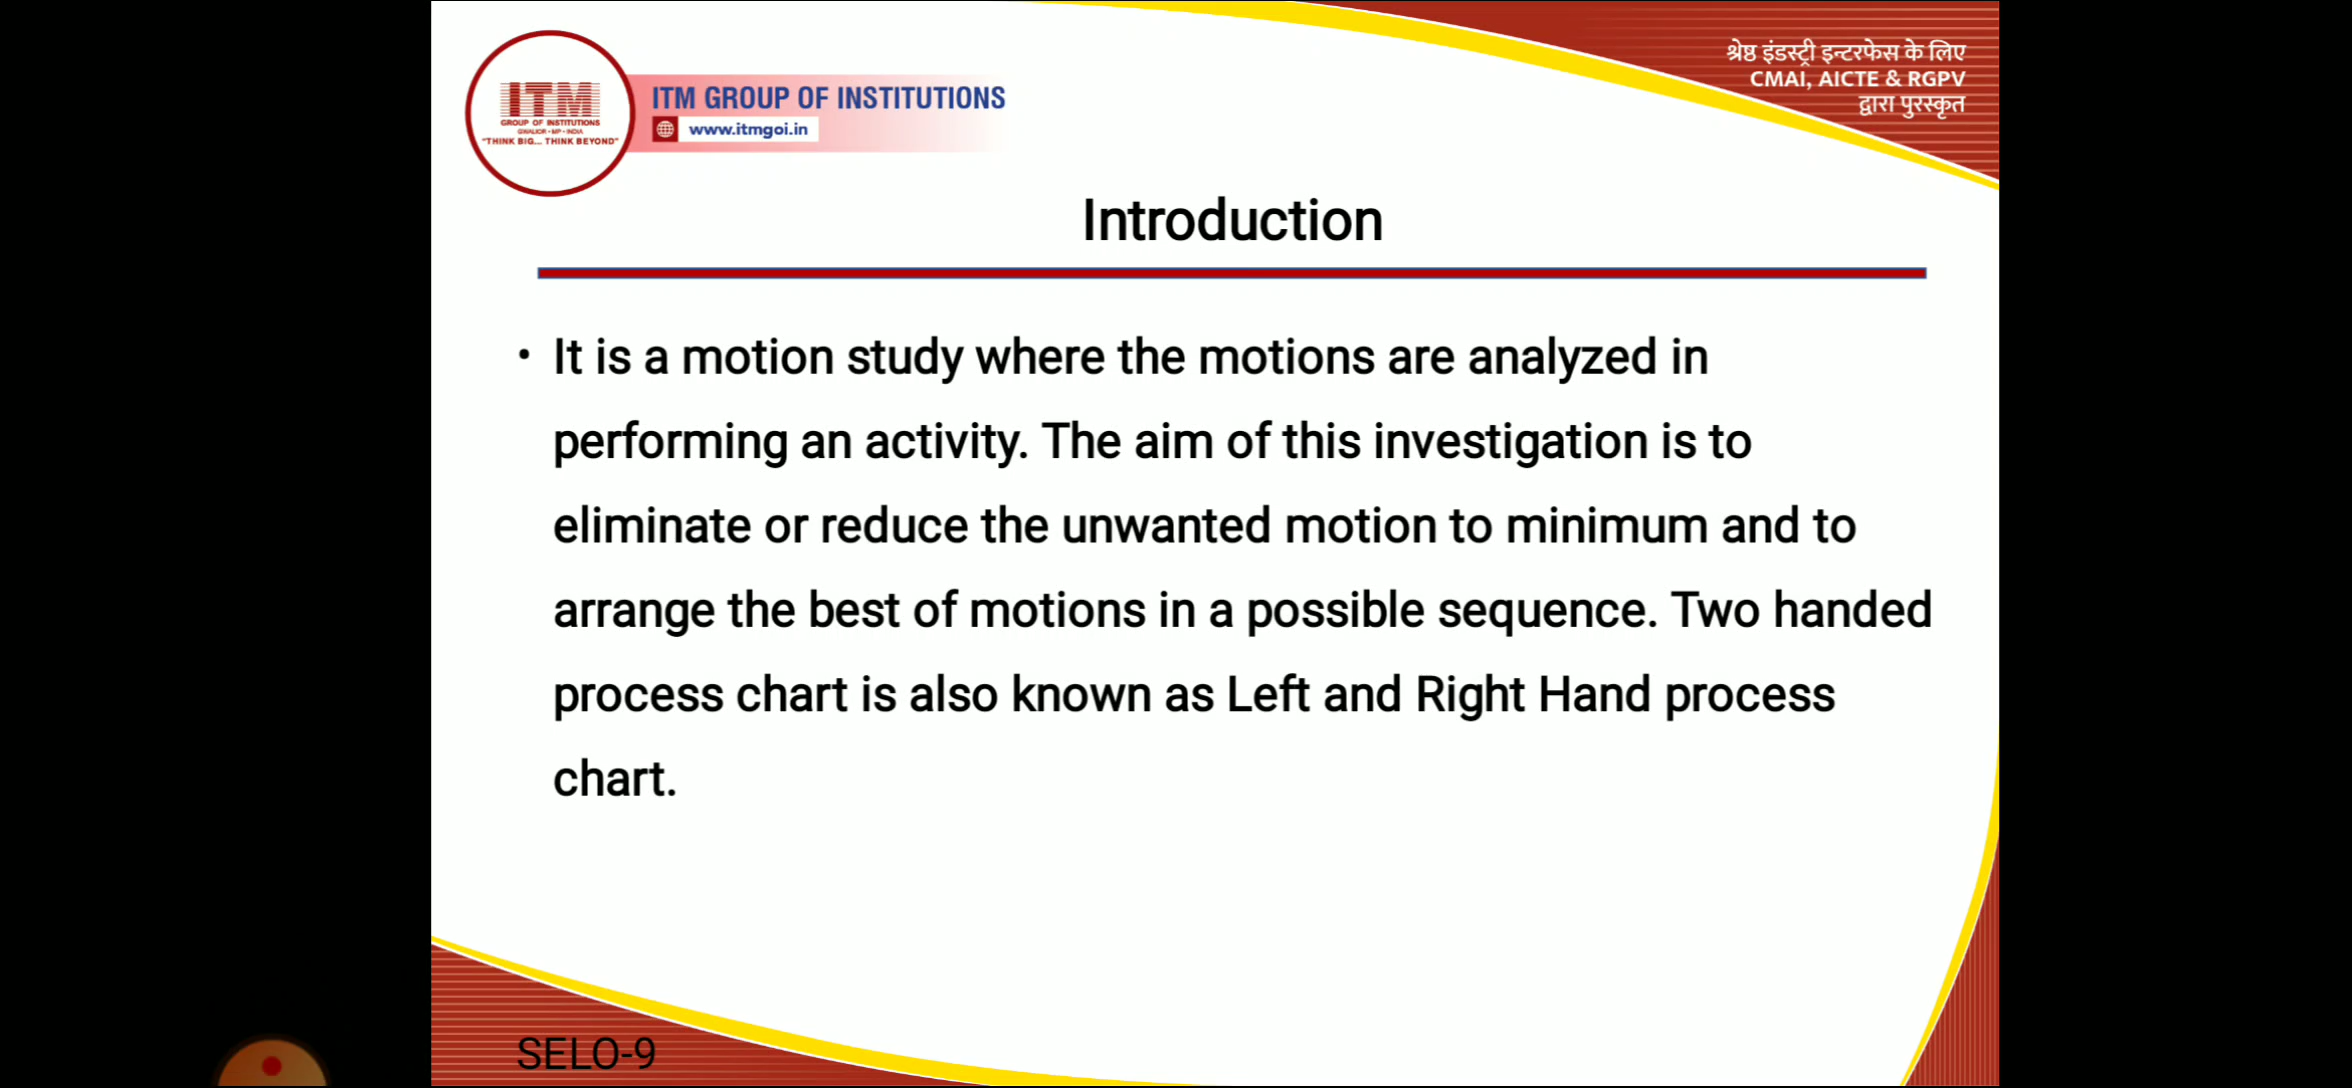 ITM
GROUP OF INSTITUTIONS
GWALIOR • MP • INDIA
"THINK BIG... THINK BEYOND"
ITM GROUP OF INSTITUTIONS
www.itmgoi.in
श्रेष्ठ इंडस्ट्री इन्टरफेस के लिए
CMAI, AICTE & RGPV
द्वारा पुरस्कृत
Introduction
• It is a motion study where the motions are analyzed in
performing an activity. The aim of this investigation is to
eliminate or reduce the unwanted motion to minimum and to
arrange the best of motions in a possible sequence. Two handed
process chart is also known as Left and Right Hand process
chart.
SELO-9